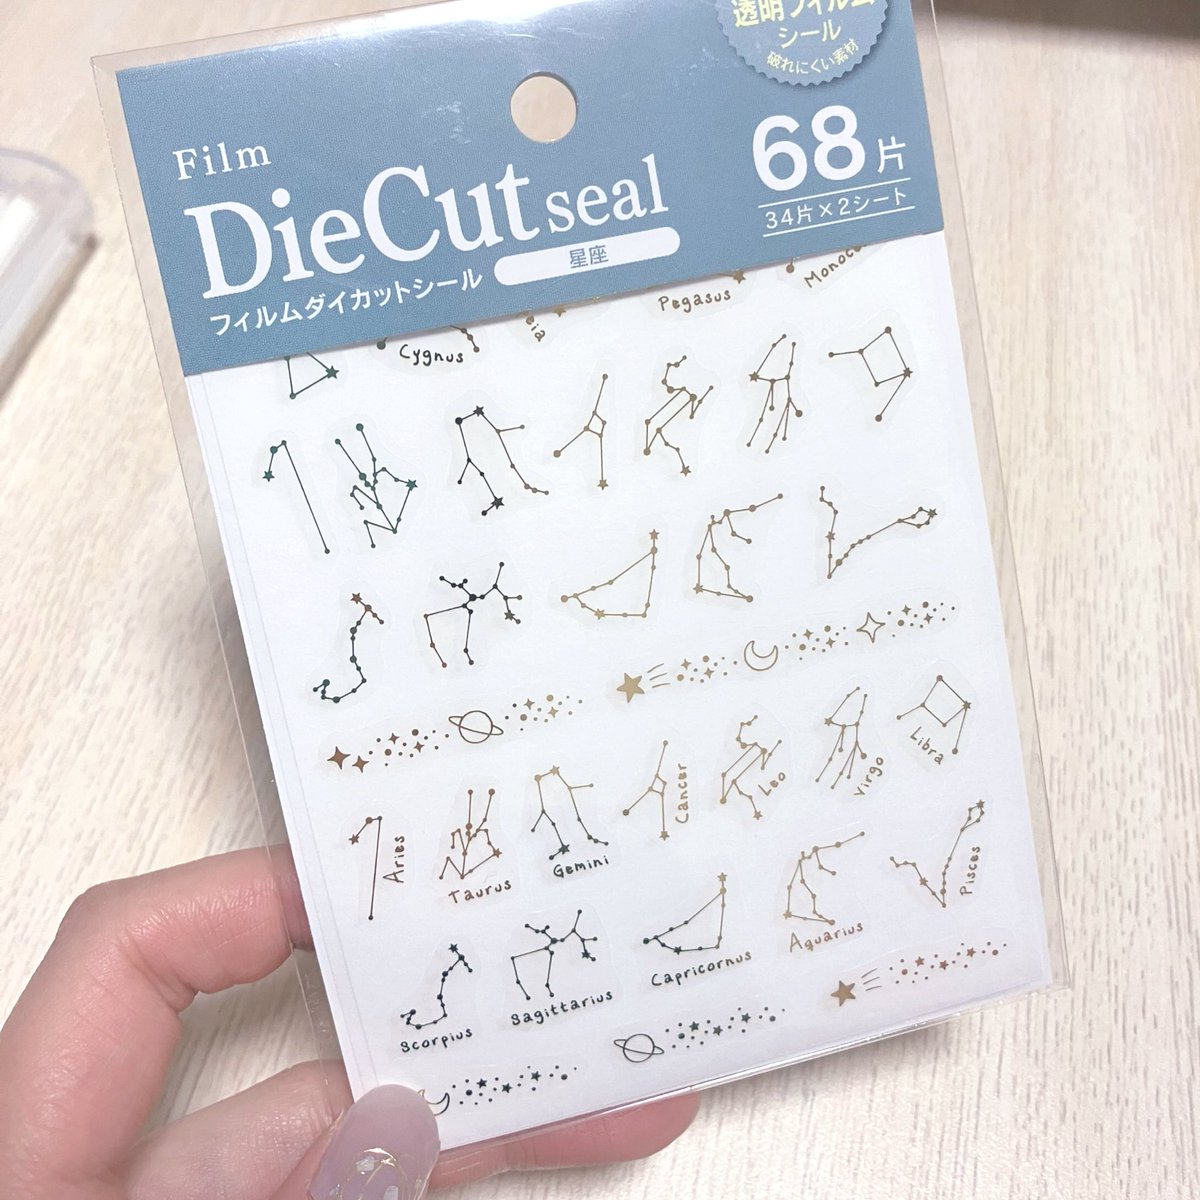 透明フィルム
シール
破れにくい素材
Film
DieCut seal
68片
34片×2シート
フィルムダイカットシール
星座
Cygnus
Pegasus
Aries
Taurus
Gemini
Cancer
Leo
Virgo
Libra
Scorpius
Sagittarius
Capricornus
Aquarius
Pisces